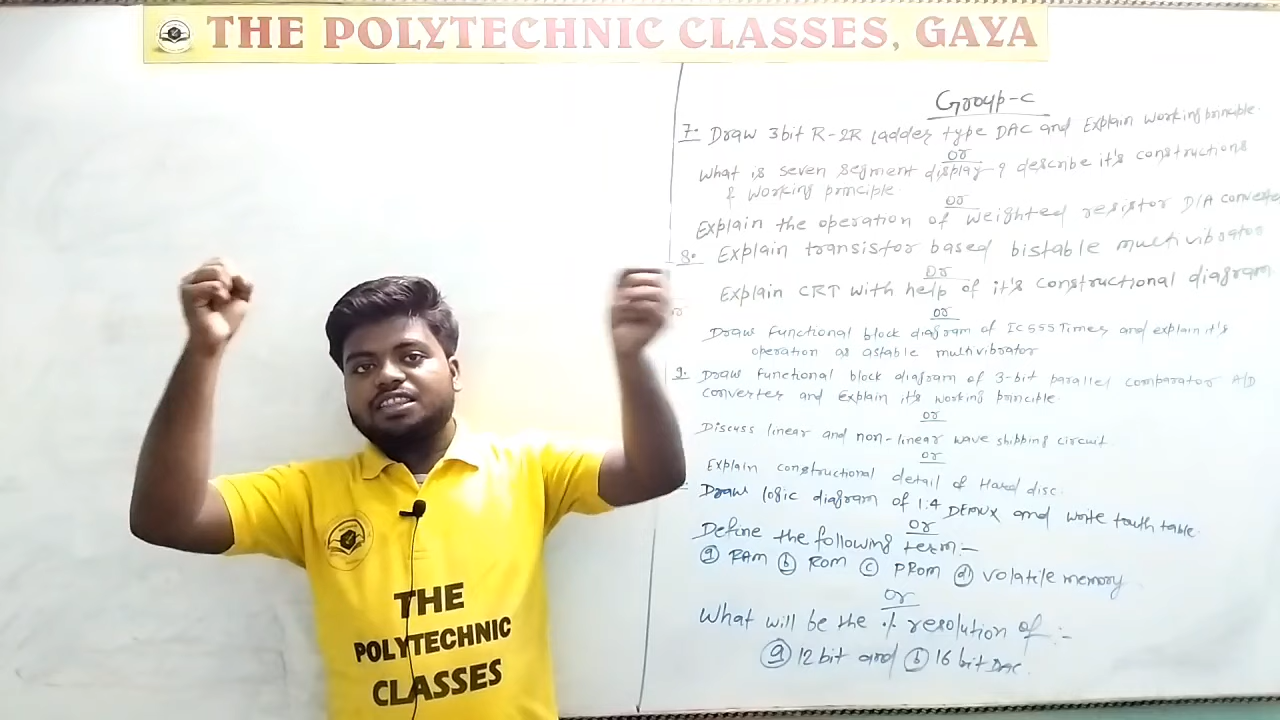 THE POLYTECHNIC CLASSES, GAYA
Group-C
7. Draw 3bit R-2R ladder type DAC and Explain working principle.
or
What is seven segment display & describe it's constructions
& working principle.
or
Explain the operation of weighted resistor D/A converter
8. Explain transistor based bistable multivibrator
or
Explain CRT with help of it's constructional diagram
or
Draw functional block diagram of IC555 Timer and explain it's
operation as astable multivibrator
9. Draw functional block diagram of 3-bit parallel comparator A/D
converter and explain it's working principle.
or
Discuss linear and non-linear wave shipping circuit.
or
Explain constructional detail of Hard disc.
Draw logic diagram of 1:4 DEMUX and write truth table.
or
Define the following term:-
(a) RAM (b) ROM (c) PROM (d) volatile memory
or
What will be the % resolution of :-
(a) 12 bit and (b) 16 bit DAC.
THE
POLYTECHNIC
CLASSES